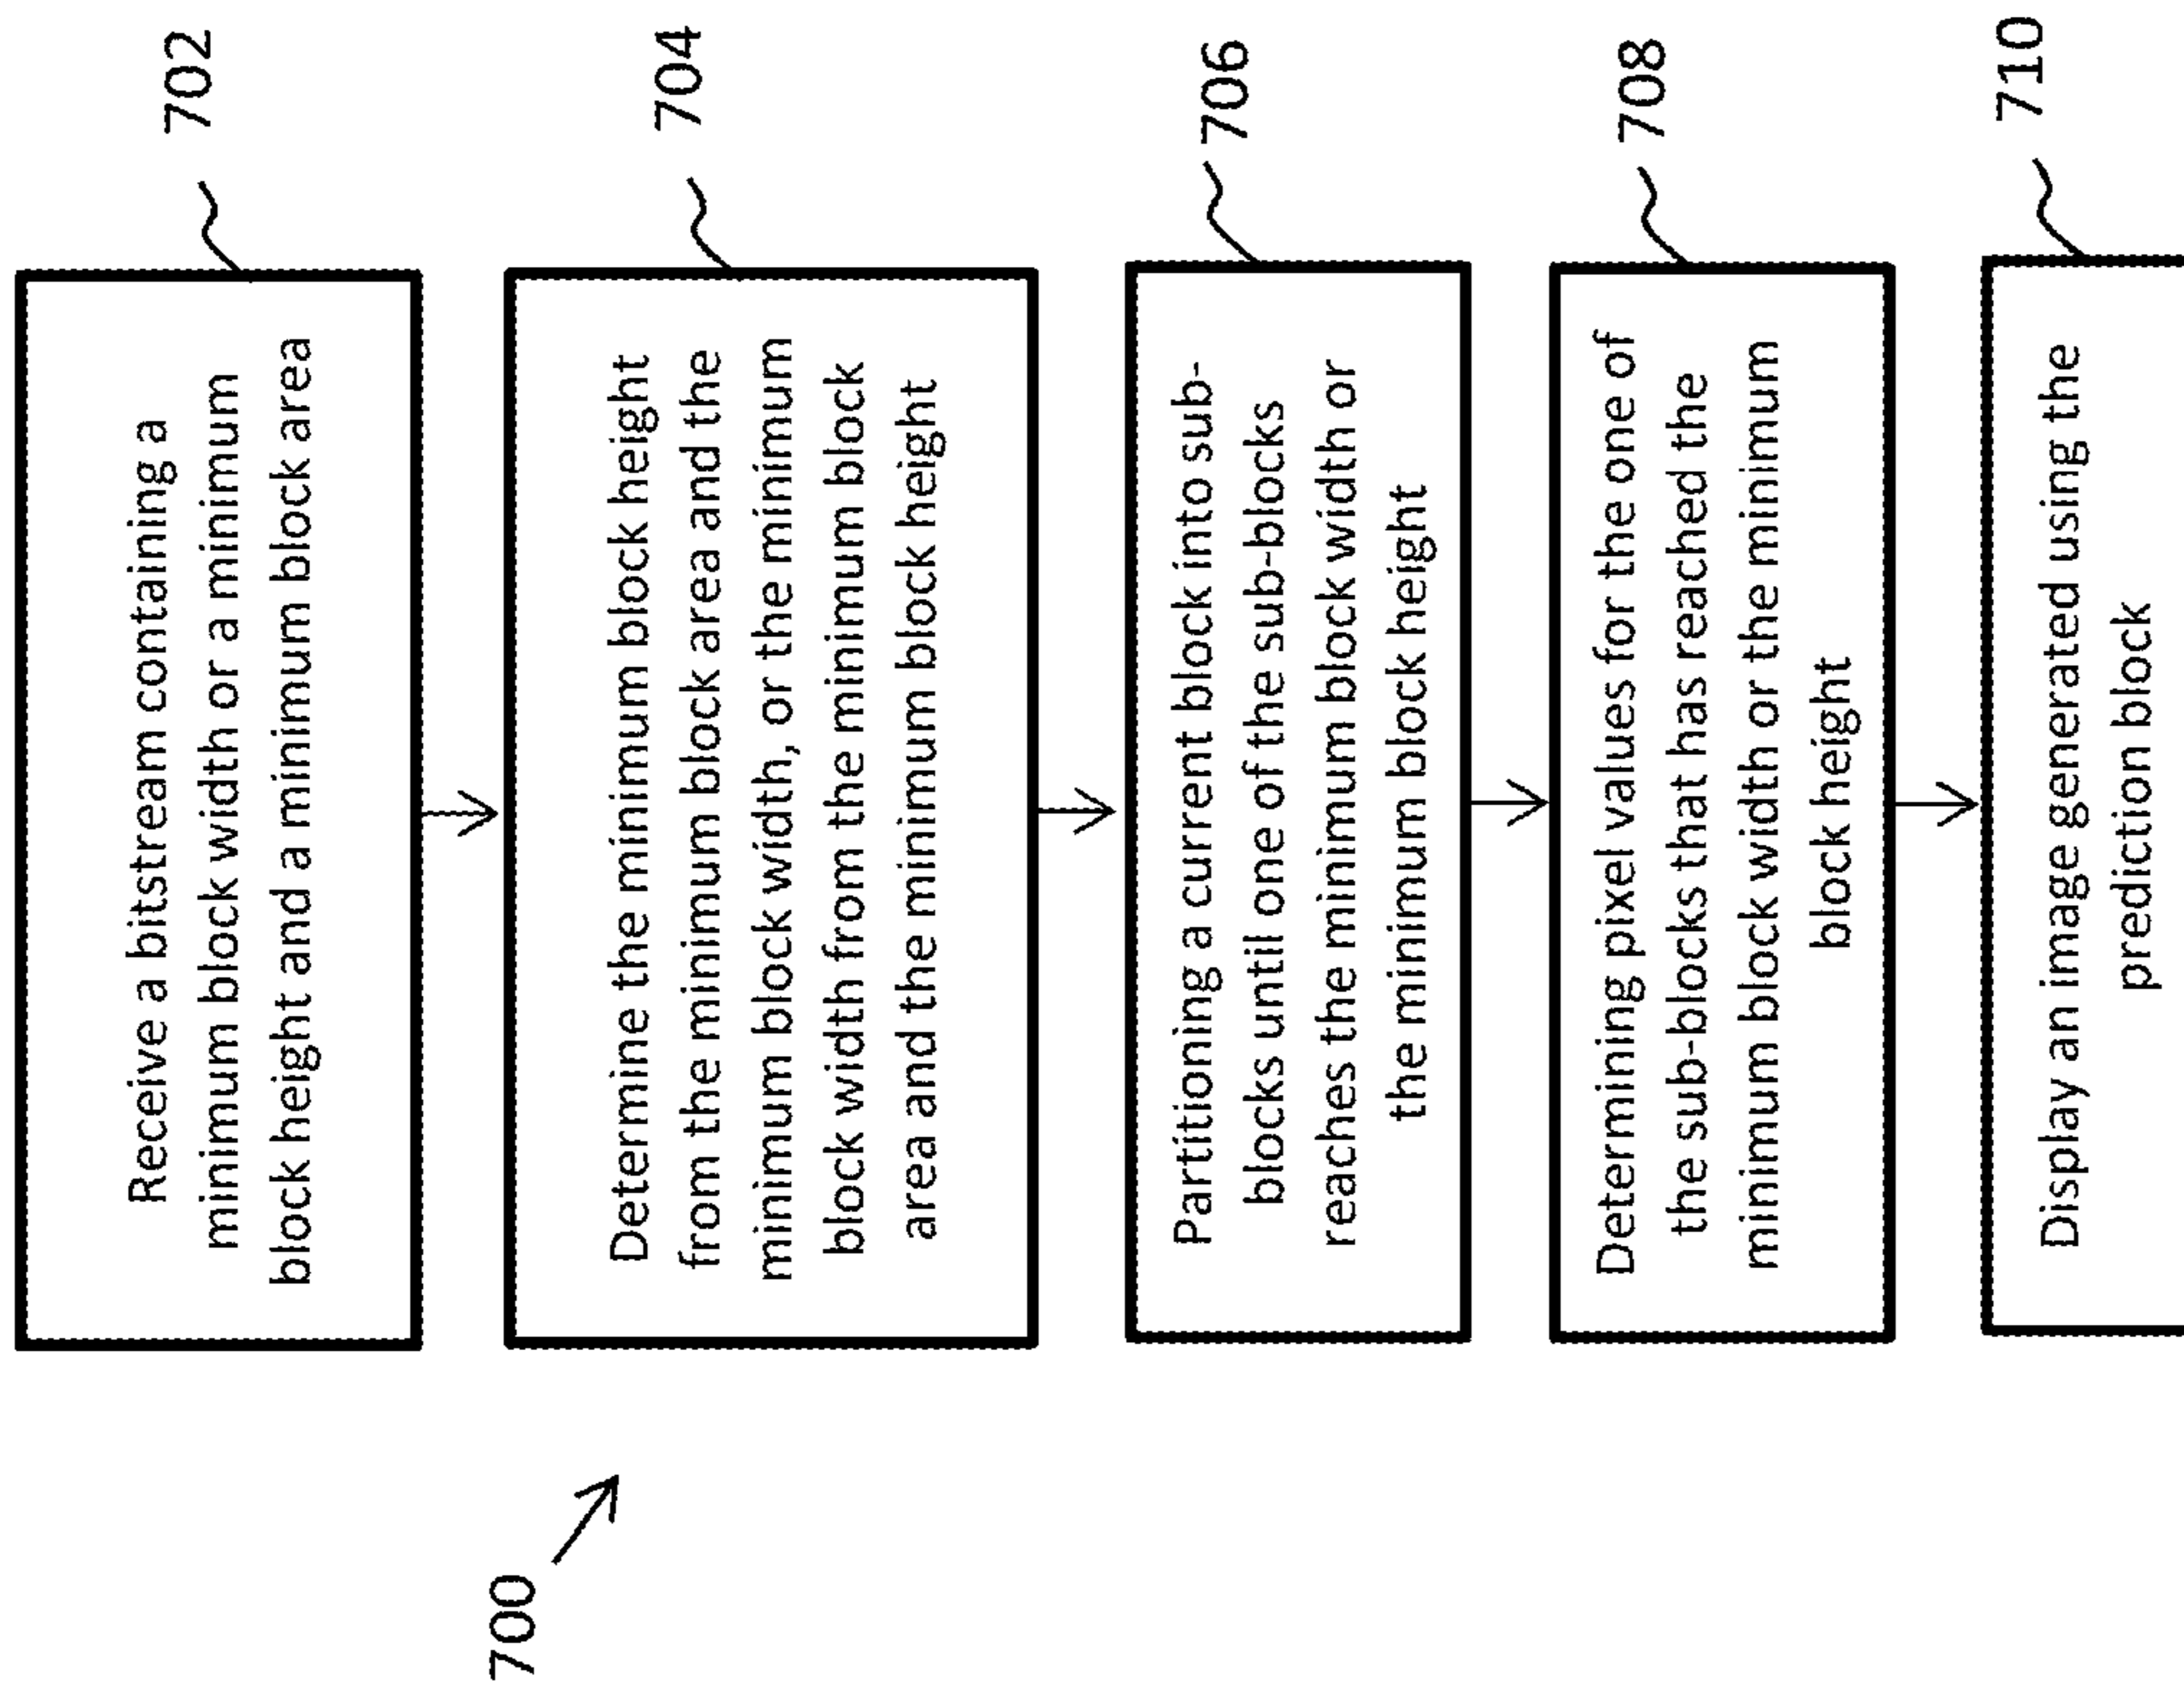 700
Receive a bitstream containing a
minimum block width or a minimum
block height and a minimum block area
702
Determine the minimum block height
from the minimum block area and the
minimum block width, or the minimum
block width from the minimum block
area and the minimum block height
704
Partitioning a current block into sub-
blocks until one of the sub-blocks
reaches the minimum block width or
the minimum block height
706
Determining pixel values for the one of
the sub-blocks that has reached the
minimum block width or the minimum
block height
708
Display an image generated using the
prediction block
710